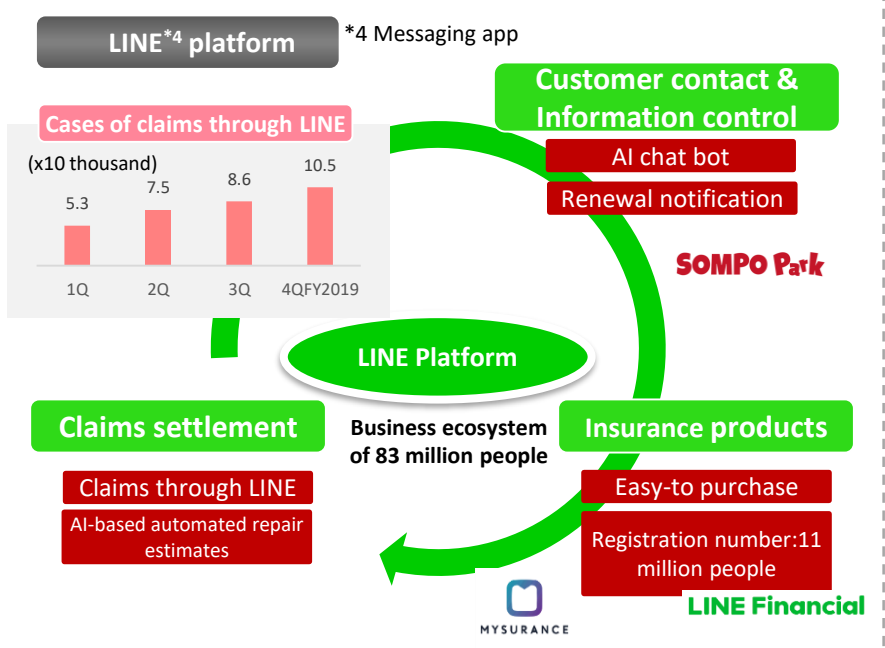 LINE*4 platform
*4 Messaging app
Customer contact &
Information control
AI chat bot
Renewal notification
SOMPO Park
Cases of claims through LINE
(x10 thousand)
5.3
7.5
8.6
10.5
1Q
2Q
3Q
4QFY2019
LINE Platform
Business ecosystem
of 83 million people
Claims settlement
Claims through LINE
AI-based automated repair
estimates
Insurance products
Easy-to purchase
Registration number:11
million people
MYSURANCE
LINE Financial